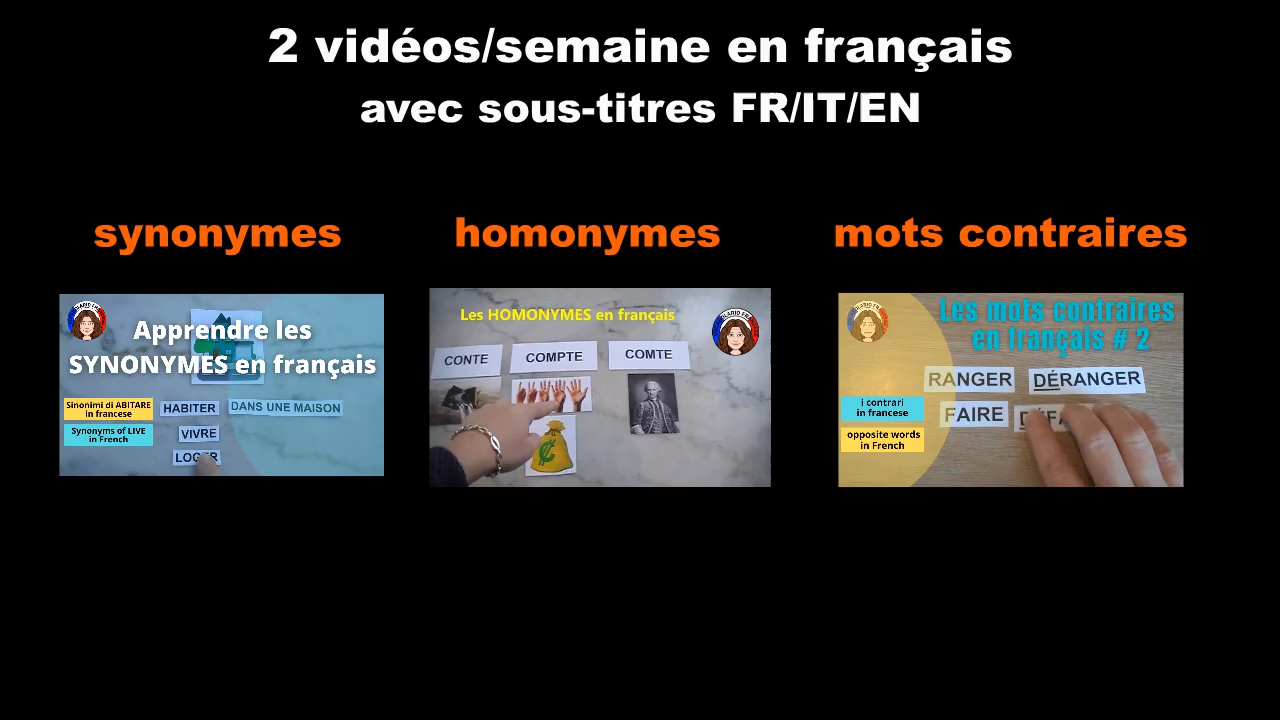 2 vidéos/semaine en français
avec sous-titres FR/IT/EN
synonymes
homonymes
mots contraires
Apprendre les
SYNONYMES en français
Sinonimi di ABITARE
in francese
Synonyms of LIVE
in French
HABITER
DANS UNE MAISON
VIVRE
LOGER
Les HOMONYMES en français
CONTE
COMPTE
COMTE
Les mots contraires
en français # 2
RANGER
DÉRANGER
FAIRE
i contrari
in francese
opposite words
in French